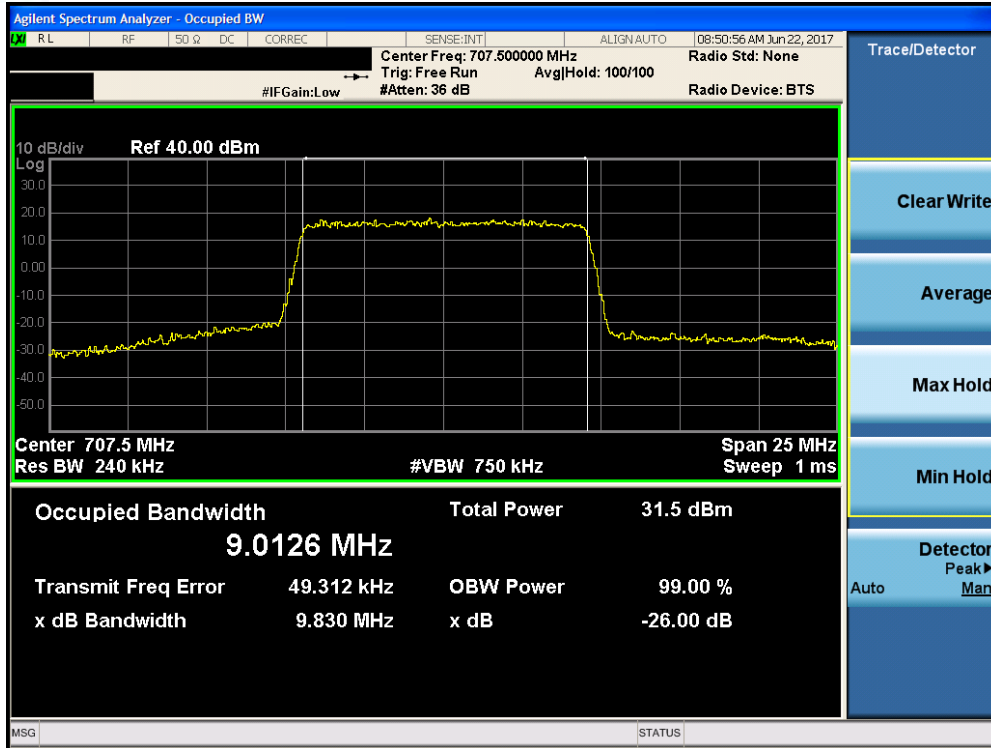 Agilent Spectrum Analyzer - Occupied BW
LXI RL RF 50 Ω DC CORREC SENSE:INT ALIGN AUTO 08:50:56 AM Jun 22, 2017
Center Freq: 707.500000 MHz Radio Std: None
Trig: Free Run Avg|Hold: 100/100
#IFGain:Low #Atten: 36 dB Radio Device: BTS
Trace/Detector
10 dB/div Ref 40.00 dBm
Log
30.0
20.0
10.0
0.00
-10.0
-20.0
-30.0
-40.0
-50.0
Center 707.5 MHz Span 25 MHz
Res BW 240 kHz #VBW 750 kHz Sweep 1 ms
Occupied Bandwidth Total Power 31.5 dBm
9.0126 MHz
Transmit Freq Error 49.312 kHz OBW Power 99.00 %
x dB Bandwidth 9.830 MHz x dB -26.00 dB
Clear Write
Average
Max Hold
Min Hold
Detector
Peak▶
Auto Man
MSG STATUS